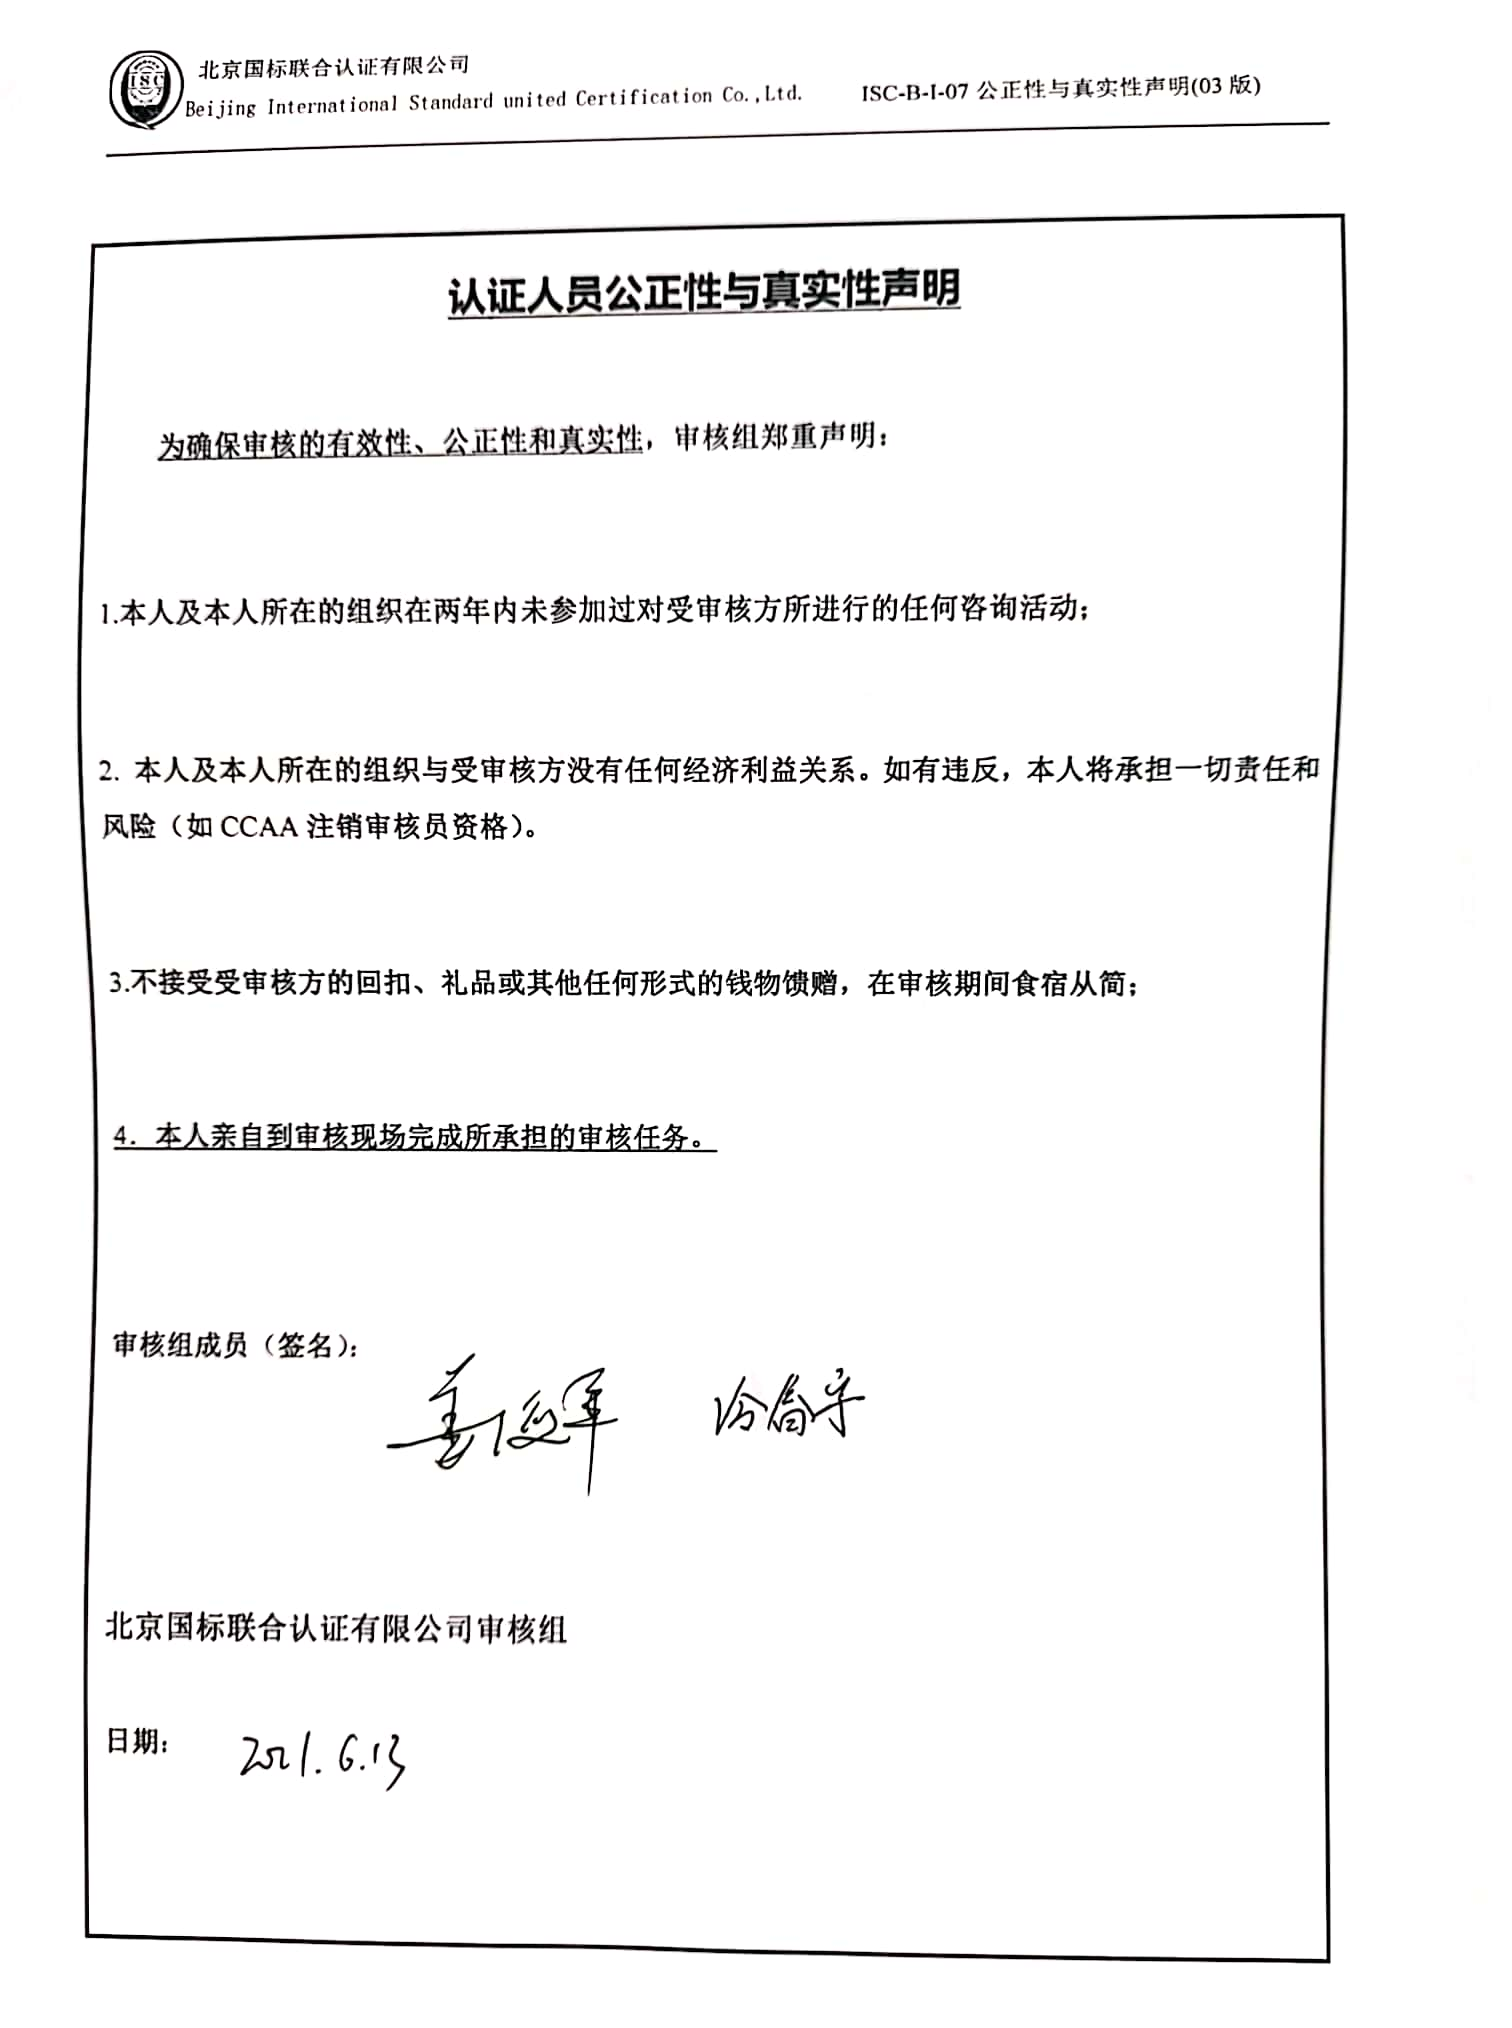 ISC
北京国标联合认证有限公司
Beijing International Standard united Certification Co.,Ltd.
ISC-B-I-07 公正性与真实性声明(03 版)
认证人员公正性与真实性声明
为确保审核的有效性、公正性和真实性，审核组郑重声明：
1.本人及本人所在的组织在两年内未参加过对受审核方所进行的任何咨询活动；
2. 本人及本人所在的组织与受审核方没有任何经济利益关系。如有违反，本人将承担一切责任和
风险（如 CCAA 注销审核员资格）。
3.不接受受审核方的回扣、礼品或其他任何形式的钱物馈赠，在审核期间食宿从简；
4. 本人亲自到审核现场完成所承担的审核任务。
审核组成员（签名）：
姜俊军
北京国标联合认证有限公司审核组
日期： 2021.6.13